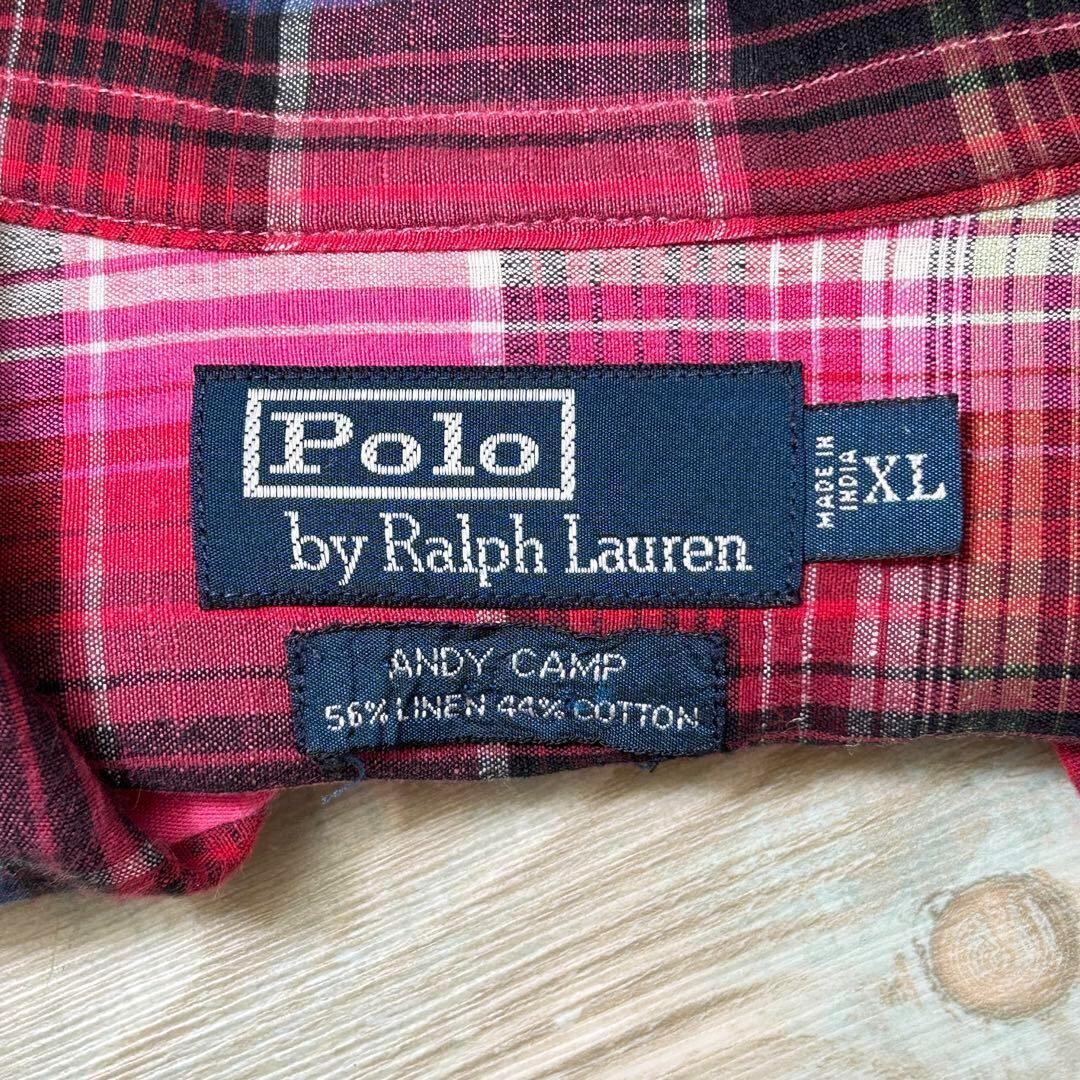 Polo
by Ralph Lauren
MADE IN
INDIA
XL
ANDY CAMP
56% LINEN 44% COTTON